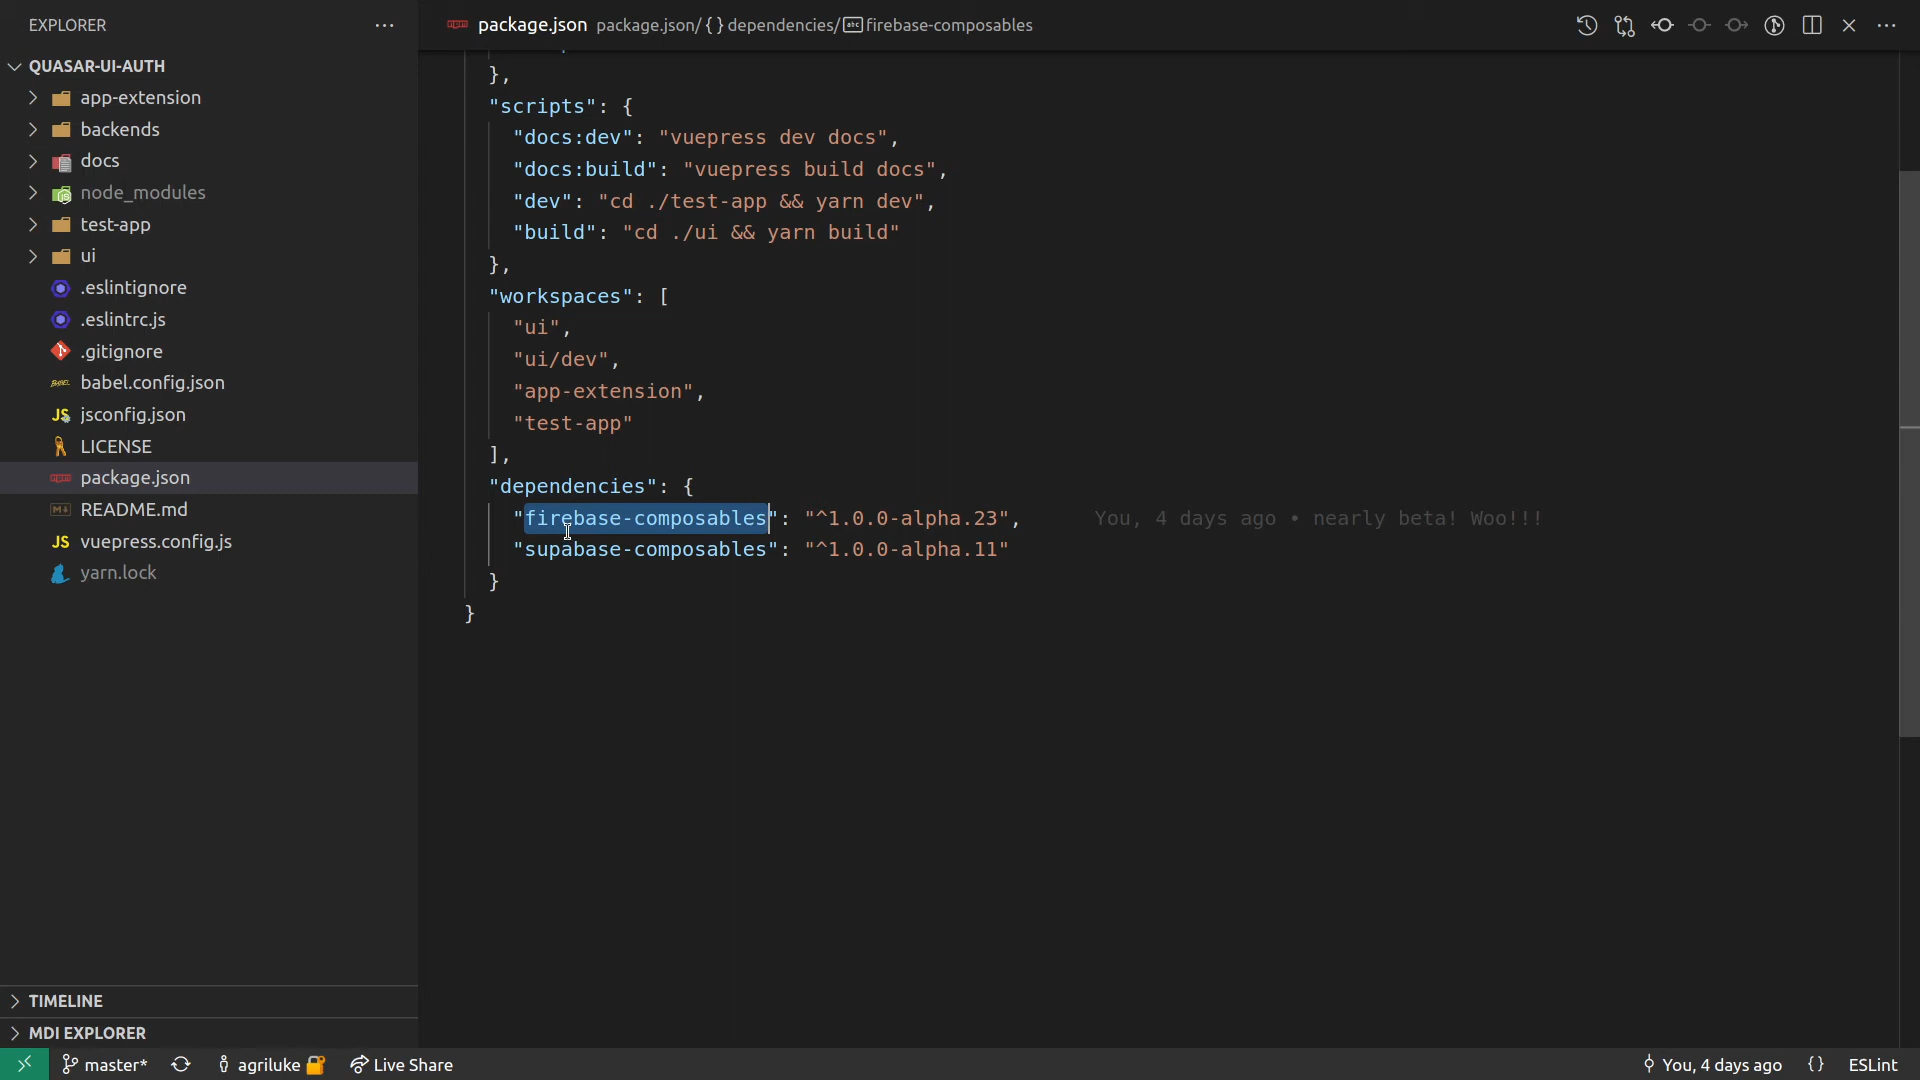 EXPLORER
package.json package.json/{ } dependencies/ abc firebase-composables
QUASAR-UI-AUTH
app-extension
backends
docs
node_modules
test-app
ui
.eslintignore
.eslintrc.js
.gitignore
babel.config.json
jsconfig.json
LICENSE
package.json
README.md
vuepress.config.js
yarn.lock
TIMELINE
MDI EXPLORER
},
"scripts": {
"docs:dev": "vuepress dev docs",
"docs:build": "vuepress build docs",
"dev": "cd ./test-app && yarn dev",
"build": "cd ./ui && yarn build"
},
"workspaces": [
"ui",
"ui/dev",
"app-extension",
"test-app"
],
"dependencies": {
"firebase-composables": "^1.0.0-alpha.23", You, 4 days ago • nearly beta! Woo!!!
"supabase-composables": "^1.0.0-alpha.11"
}
}
master* agriluke Live Share You, 4 days ago {} ESLint